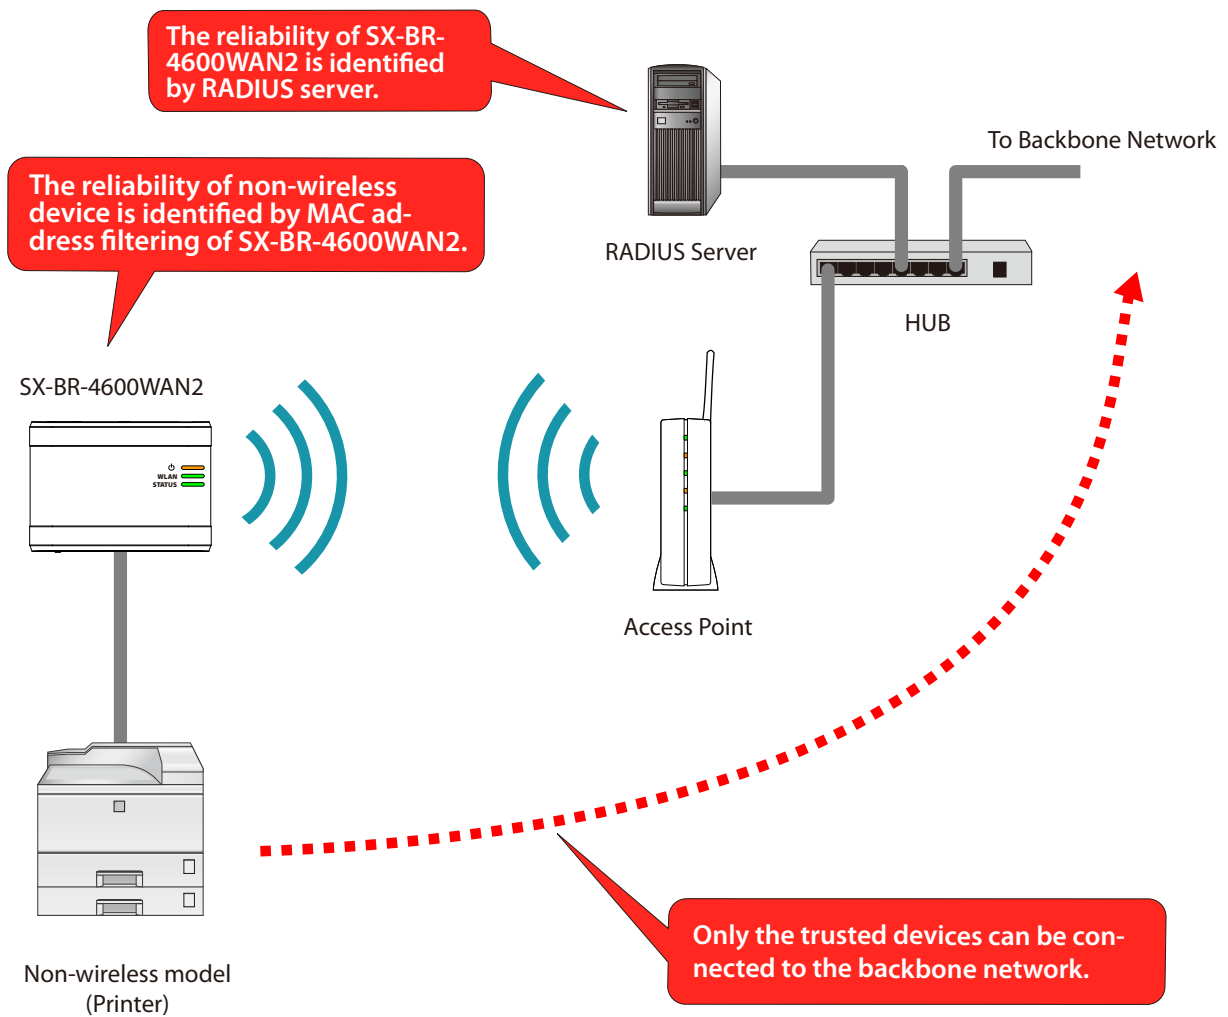 The reliability of SX-BR-
4600WAN2 is identified
by RADIUS server.
To Backbone Network
The reliability of non-wireless
device is identified by MAC ad-
dress filtering of SX-BR-4600WAN2.
RADIUS Server
HUB
SX-BR-4600WAN2
WLAN
STATUS
Access Point
Only the trusted devices can be con-
nected to the backbone network.
Non-wireless model
(Printer)